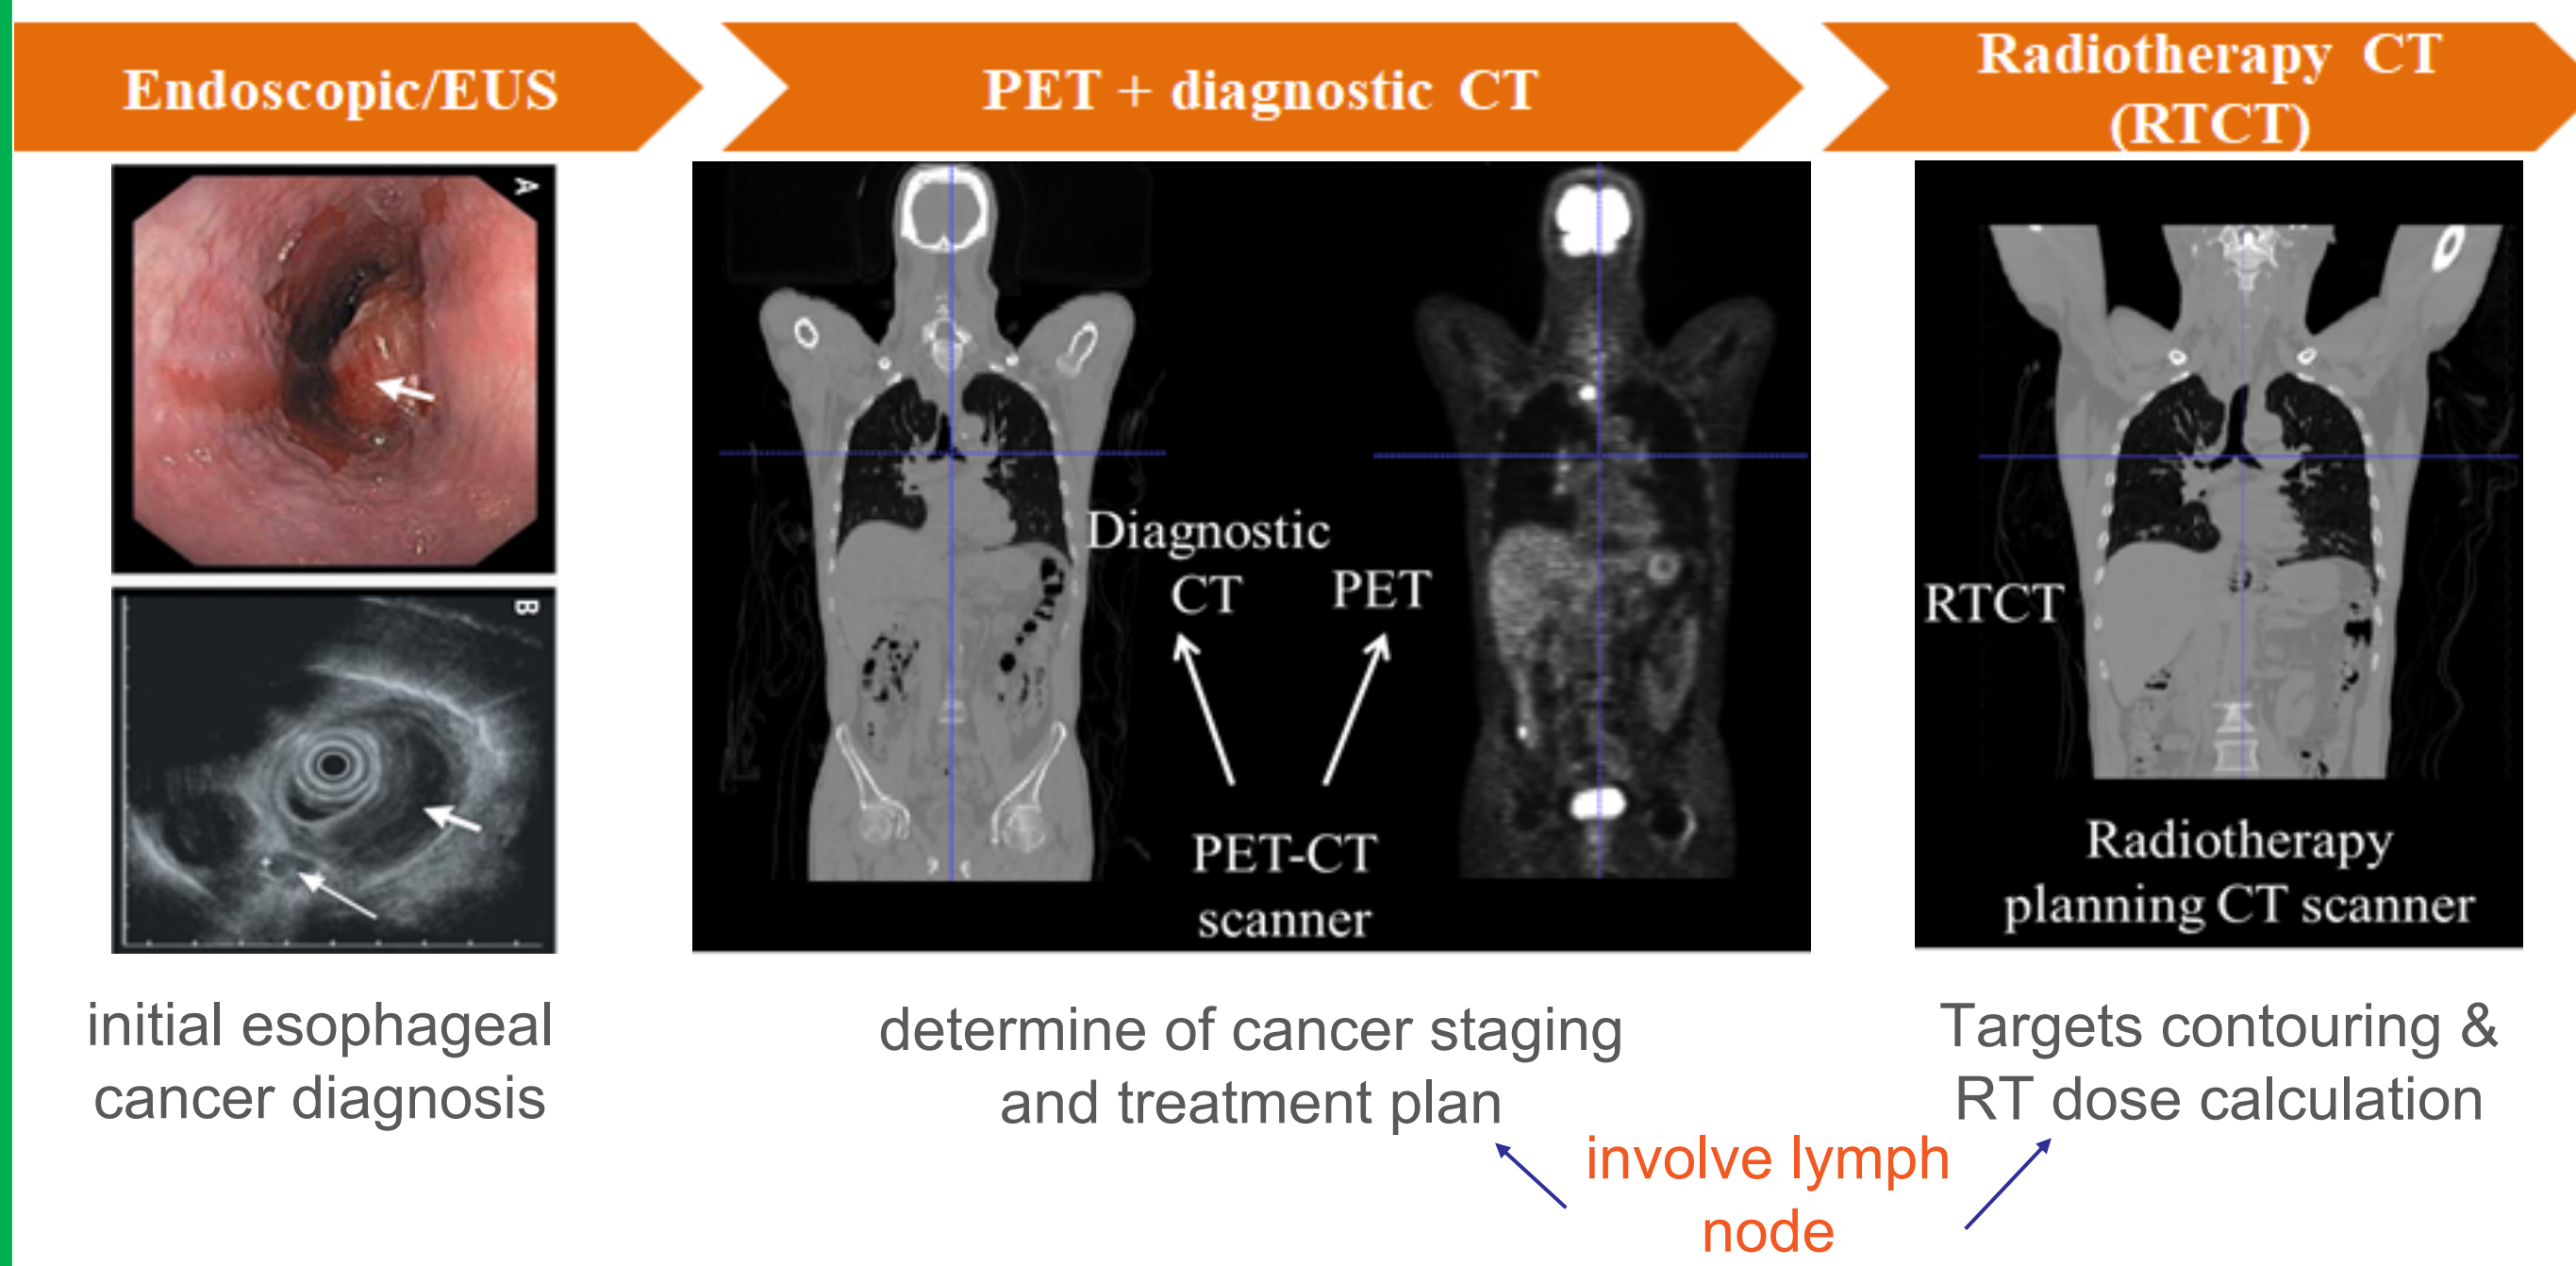 Endoscopic/EUS
PET + diagnostic CT
Radiotherapy CT
(RTCT)
A
B
Diagnostic
CT
PET
PET-CT
scanner
RTCT
Radiotherapy
planning CT scanner
initial esophageal
cancer diagnosis
determine of cancer staging
and treatment plan
Targets contouring &
RT dose calculation
involve lymph
node